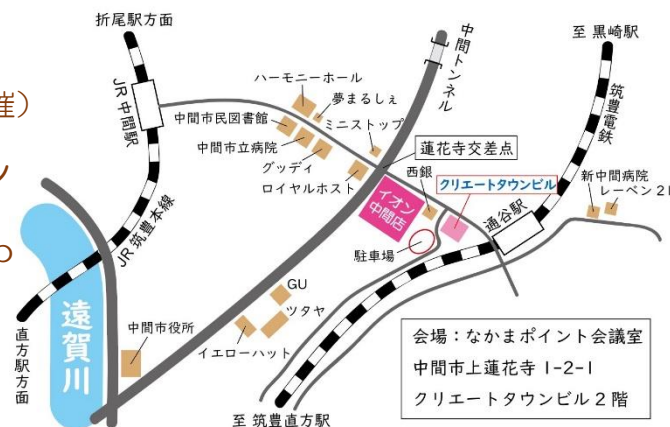 折尾駅方面
至 黒崎駅
中間トンネル
催）
ン
ゎ
ハーモニーホール
夢まるしぇ
中間市民図書館
ミニストップ
中間市立病院
グッディ
ロイヤルホスト
蓮花寺交差点
JR中間駅
筑豊電鉄
西銀
クリエートタウンビル
イオン
中間店
新中間病院
レーベン21
通谷駅
駐車場
JR筑豊本線
遠賀川
GU
ツタヤ
中間市役所
イエローハット
直方駅方面
至 筑豊直方駅
会場：なかまポイント会議室
中間市上蓮花寺 1-2-1
クリエートタウンビル 2 階